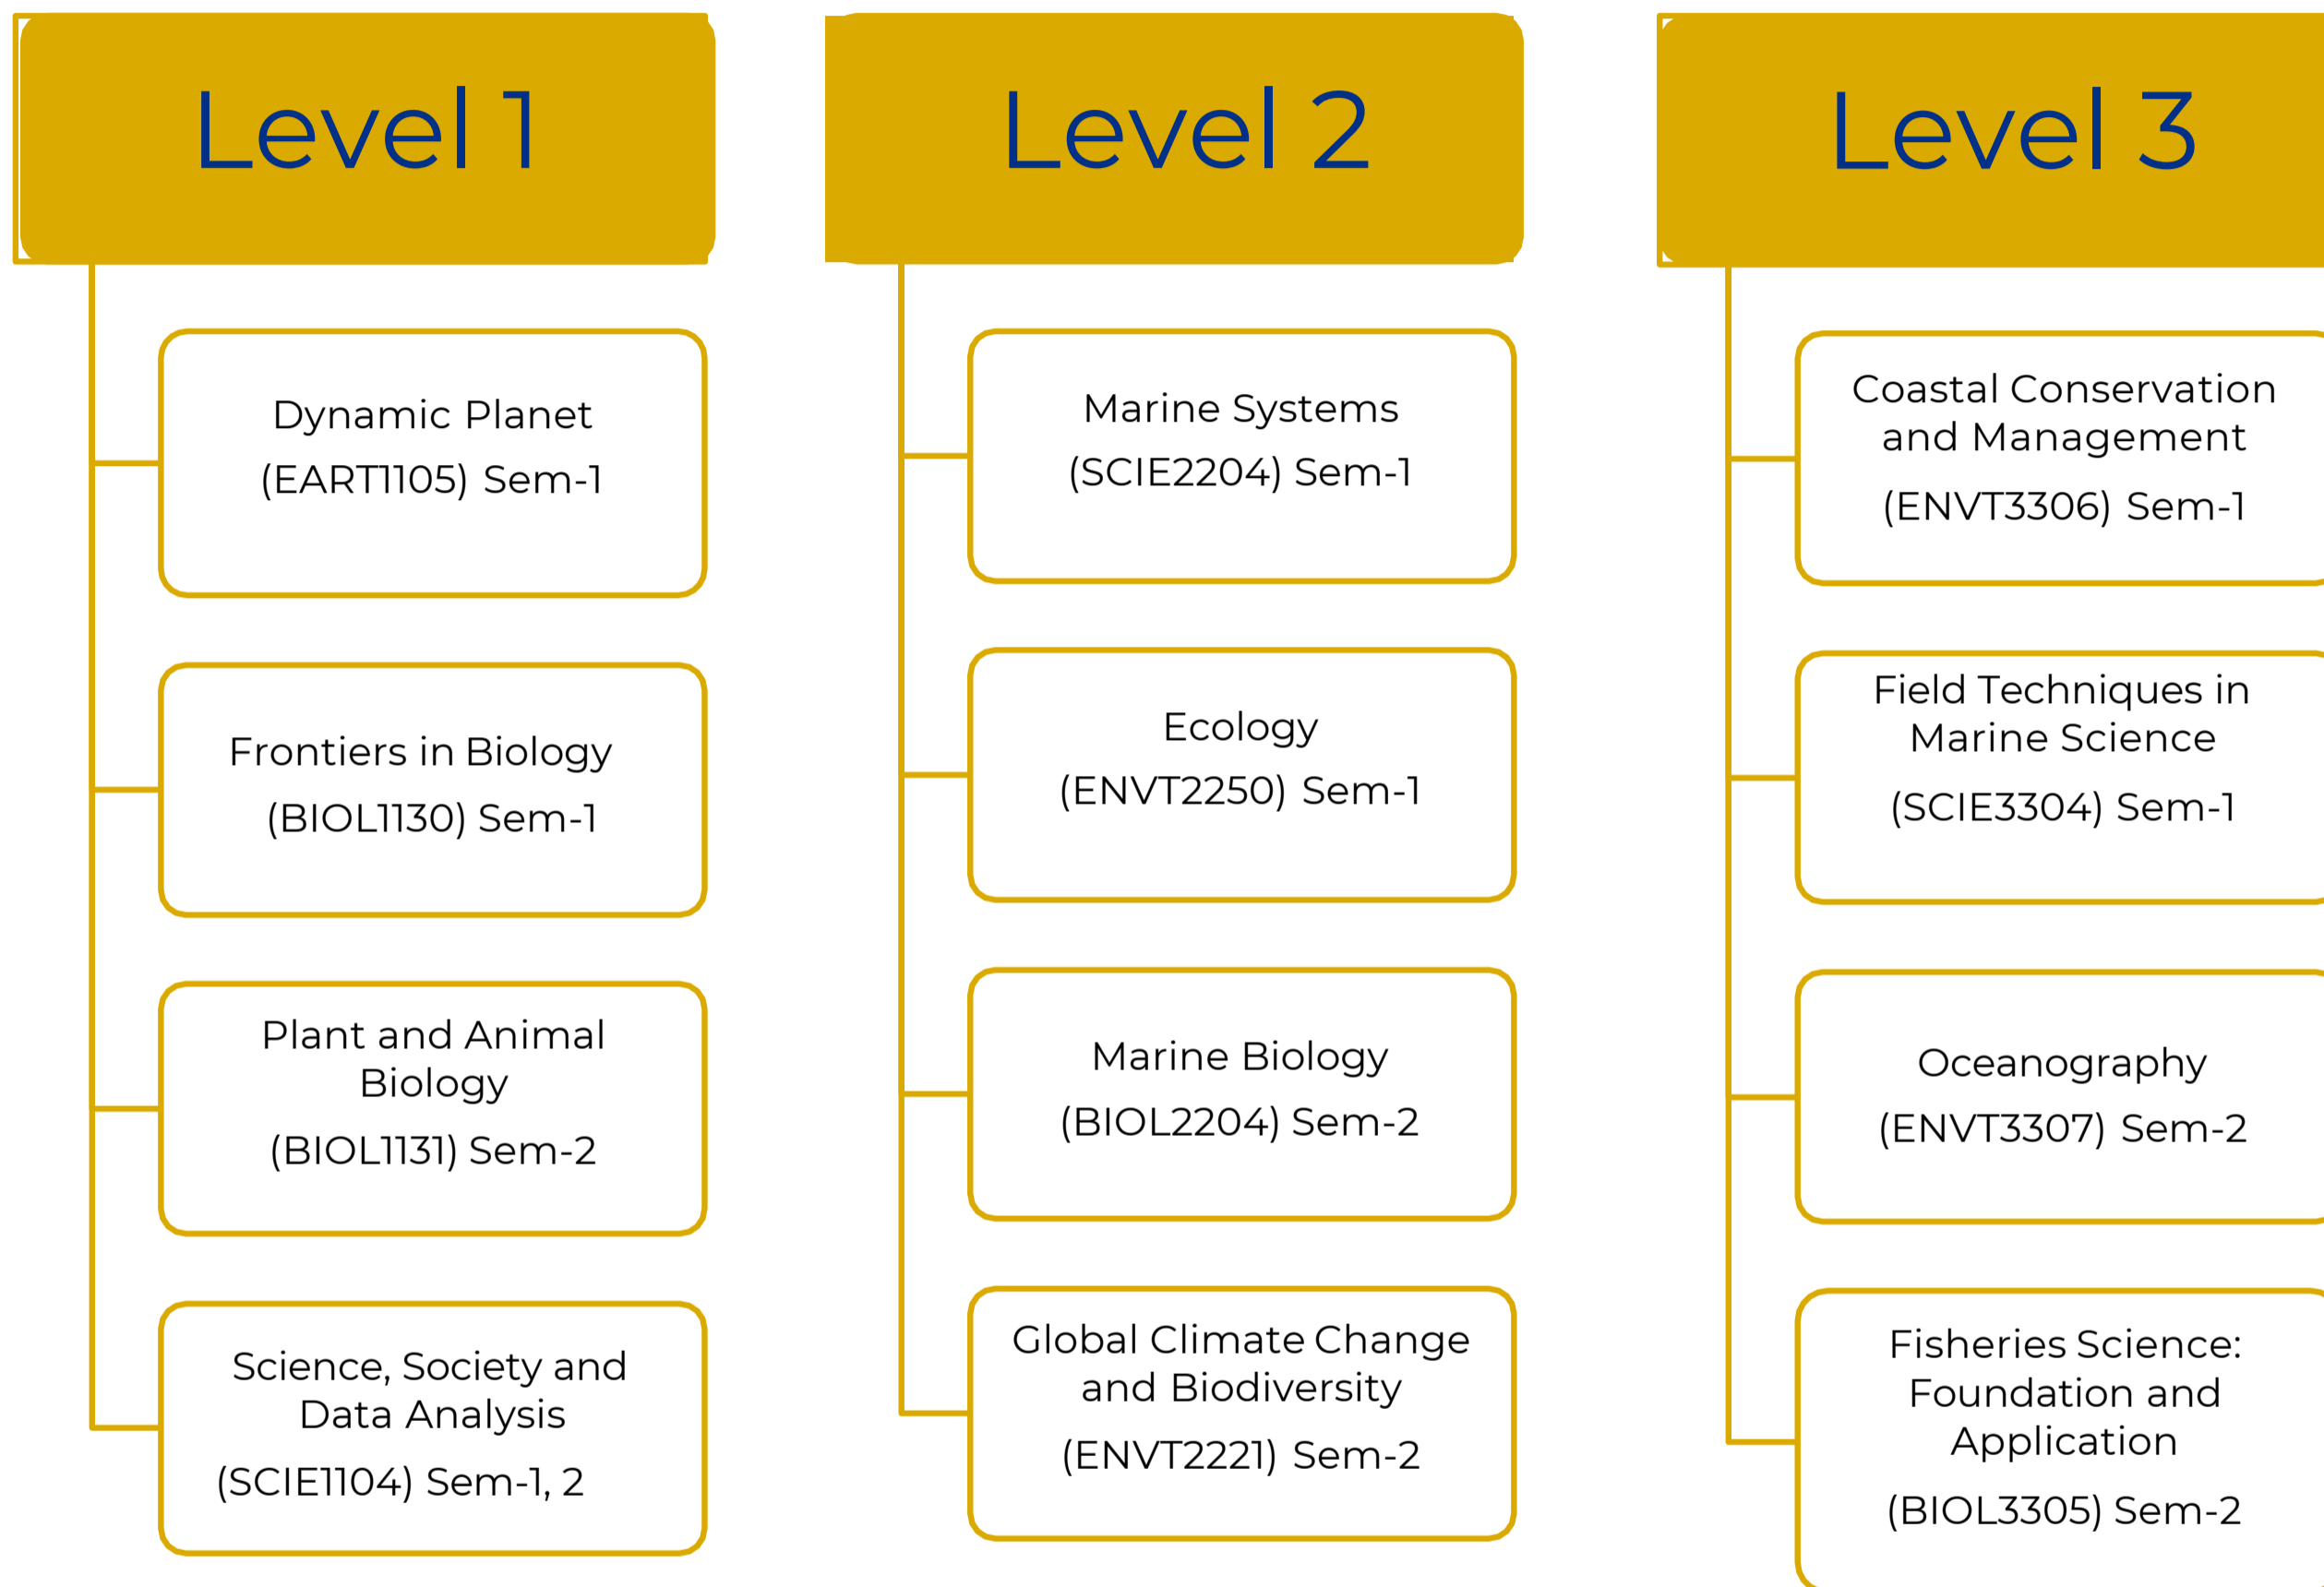 Level 1
Dynamic Planet
(EART1105) Sem-1
Frontiers in Biology
(BIOL1130) Sem-1
Plant and Animal
Biology
(BIOL1131) Sem-2
Science, Society and
Data Analysis
(SCIE1104) Sem-1, 2
Level 2
Marine Systems
(SCIE2204) Sem-1
Ecology
(ENVT2250) Sem-1
Marine Biology
(BIOL2204) Sem-2
Global Climate Change
and Biodiversity
(ENVT2221) Sem-2
Level 3
Coastal Conservation
and Management
(ENVT3306) Sem-1
Field Techniques in
Marine Science
(SCIE3304) Sem-1
Oceanography
(ENVT3307) Sem-2
Fisheries Science:
Foundation and
Application
(BIOL3305) Sem-2